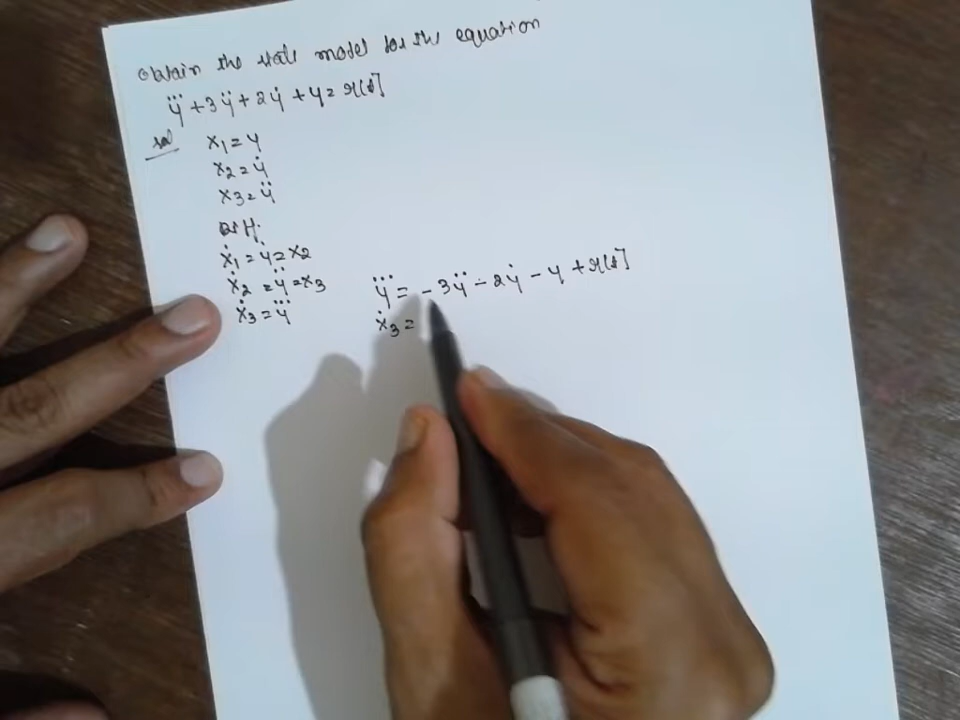 Obtain the state model for the equation
y⃛ + 3ÿ + 2ẏ + y = r(t)
sol
x₁ = y
x₂ = ẏ
x₃ = ÿ
ẋ₁ = ẏ = x₂
ẋ₂ = ÿ = x₃
ẋ₃ = y⃛
y⃛ = -3ÿ - 2ẏ - y + r(t)
ẋ₃ =